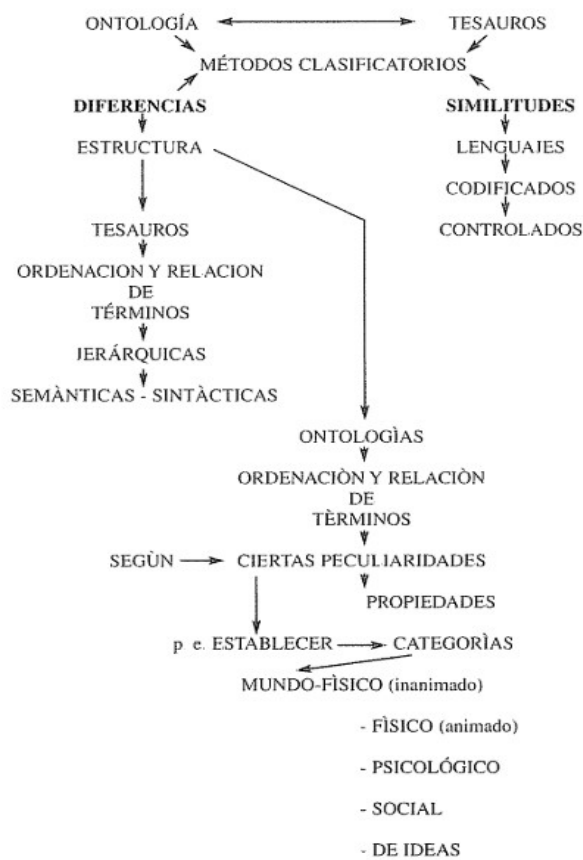 ONTOLOGÍA TESAUROS
MÉTODOS CLASIFICATORIOS
DIFERENCIAS SIMILITUDES
ESTRUCTURA LENGUAJES
CODIFICADOS
TESAUROS CONTROLADOS
ORDENACION Y RELACION
DE
TÉRMINOS
JERÁRQUICAS
SEMÀNTICAS - SINTÀCTICAS
ONTOLOGÌAS
ORDENACIÒN Y RELACIÒN
DE
TÈRMINOS
SEGÙN CIERTAS PECULIARIDADES
PROPIEDADES
p. e. ESTABLECER CATEGORÌAS
MUNDO-FÌSICO (inanimado)
- FÌSICO (animado)
- PSICOLÓGICO
- SOCIAL
- DE IDEAS